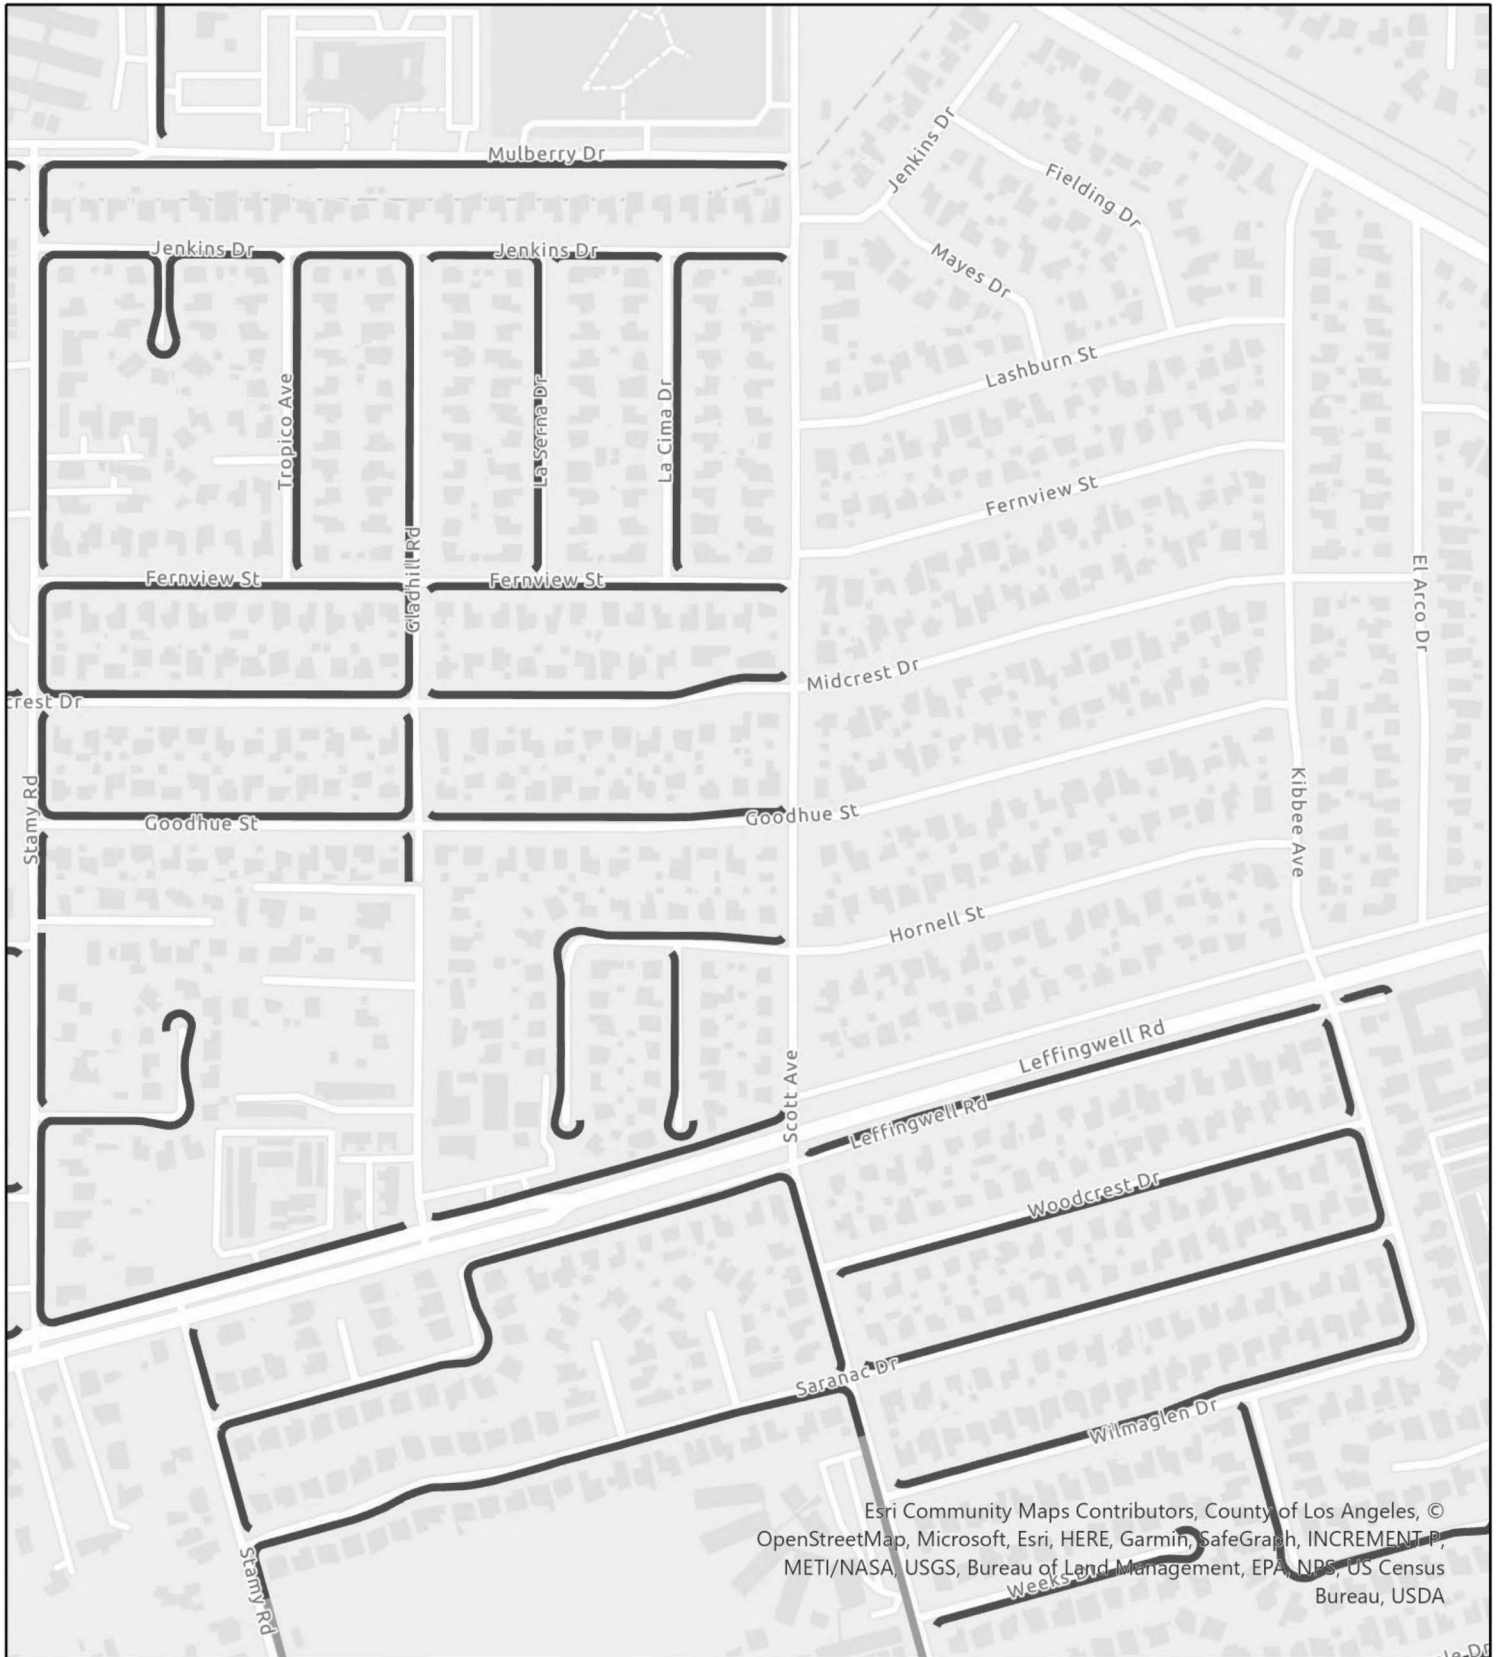 Mulberry Dr
Jenkins Dr
Fielding Dr
Jenkins Dr
Jenkins Dr
Mayes Dr
Lashburn St
Tropico Ave
La Serna Dr
La Cima Dr
Fernview St
Gladhill Rd
Fernview St
Fernview St
El Arco Dr
Midcrest Dr
crest Dr
Stamy Rd
Goodhue St
Goodhue St
Kibbee Ave
Hornell St
Scott Ave
Leffingwell Rd
Leffingwell Rd
Woodcrest Dr
Saranac Dr
Wilmaglen Dr
Stamy Rd
Weeks Dr
Esri Community Maps Contributors, County of Los Angeles, ©
OpenStreetMap, Microsoft, Esri, HERE, Garmin, SafeGraph, INCREMENT P,
METI/NASA, USGS, Bureau of Land Management, EPA, NPS, US Census
Bureau, USDA